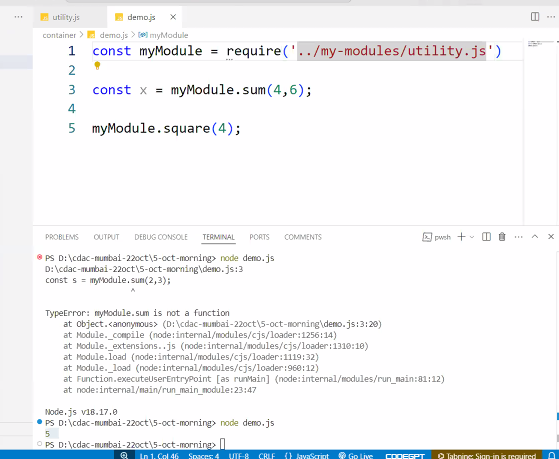 utility.js
demo.js
container > demo.js > myModule
1 const myModule = require('../my-modules/utility.js')
2
3 const x = myModule.sum(4,6);
4
5 myModule.square(4);
PROBLEMS OUTPUT DEBUG CONSOLE TERMINAL PORTS COMMENTS pwsh
PS D:\cdac-mumbai-22oct\5-oct-morning> node demo.js
D:\cdac-mumbai-22oct\5-oct-morning\demo.js:3
const s = myModule.sum(2,3);
^
TypeError: myModule.sum is not a function
at Object.<anonymous> (D:\cdac-mumbai-22oct\5-oct-morning\demo.js:3:20)
at Module._compile (node:internal/modules/cjs/loader:1256:14)
at Module._extensions..js (node:internal/modules/cjs/loader:1310:10)
at Module.load (node:internal/modules/cjs/loader:1119:32)
at Module._load (node:internal/modules/cjs/loader:960:12)
at Function.executeUserEntryPoint [as runMain] (node:internal/modules/run_main:81:12)
at node:internal/main/run_main_module:23:47
Node.js v18.17.0
PS D:\cdac-mumbai-22oct\5-oct-morning> node demo.js
5
PS D:\cdac-mumbai-22oct\5-oct-morning>
Ln 1, Col 46 Spaces: 4 UTF-8 CRLF {} JavaScript Go Live CODEGPT Tabnine: Sign-in is required